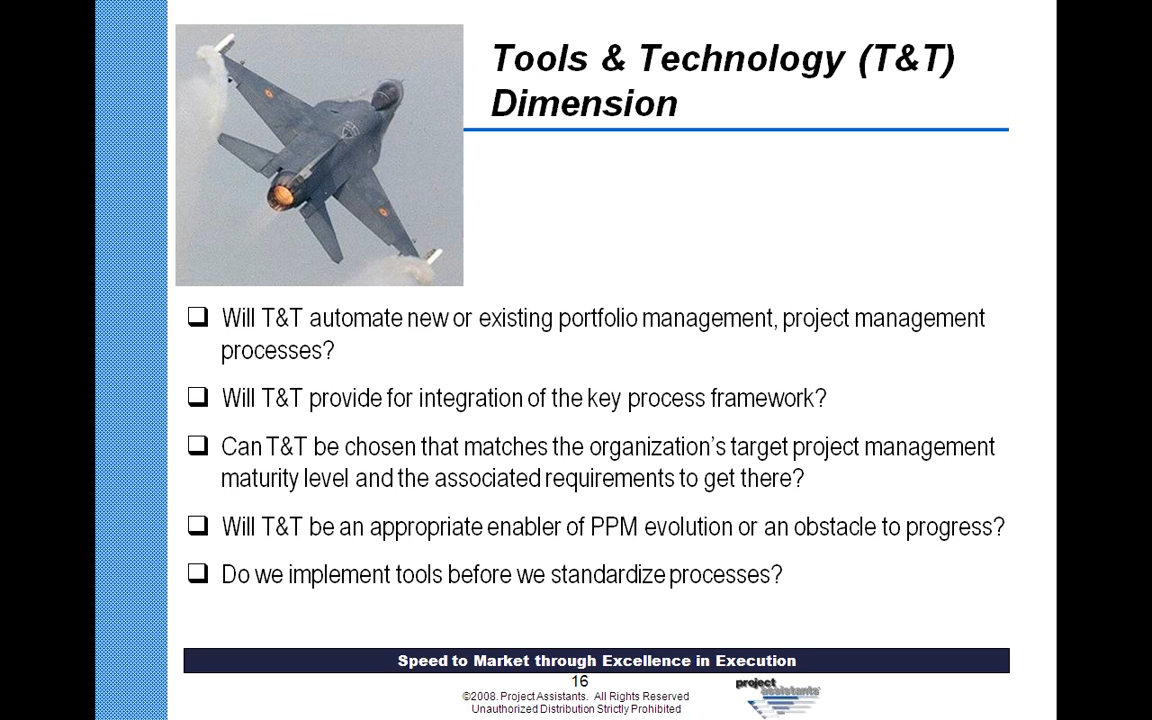 Tools & Technology (T&T)
Dimension
Will T&T automate new or existing portfolio management, project management
processes?
Will T&T provide for integration of the key process framework?
Can T&T be chosen that matches the organization's target project management
maturity level and the associated requirements to get there?
Will T&T be an appropriate enabler of PPM evolution or an obstacle to progress?
Do we implement tools before we standardize processes?
Speed to Market through Excellence in Execution
16
©2008. Project Assistants. All Rights Reserved
Unauthorized Distribution Strictly Prohibited
project
assistants